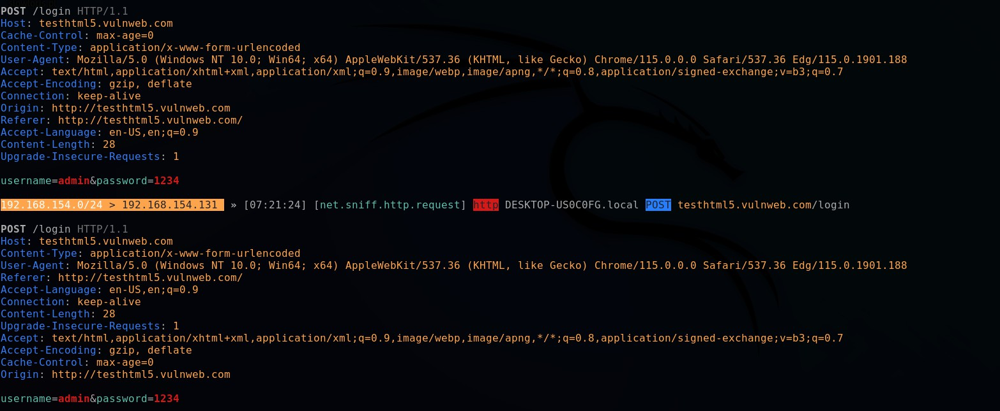 POST /login HTTP/1.1
Host: testhtml5.vulnweb.com
Cache-Control: max-age=0
Content-Type: application/x-www-form-urlencoded
User-Agent: Mozilla/5.0 (Windows NT 10.0; Win64; x64) AppleWebKit/537.36 (KHTML, like Gecko) Chrome/115.0.0.0 Safari/537.36 Edg/115.0.1901.188
Accept: text/html,application/xhtml+xml,application/xml;q=0.9,image/webp,image/apng,*/*;q=0.8,application/signed-exchange;v=b3;q=0.7
Accept-Encoding: gzip, deflate
Connection: keep-alive
Origin: http://testhtml5.vulnweb.com
Referer: http://testhtml5.vulnweb.com/
Accept-Language: en-US,en;q=0.9
Content-Length: 28
Upgrade-Insecure-Requests: 1
username=admin&password=1234
192.168.154.0/24 > 192.168.154.131 » [07:21:24] [net.sniff.http.request] http DESKTOP-US0C0FG.local POST testhtml5.vulnweb.com/login
POST /login HTTP/1.1
Host: testhtml5.vulnweb.com
Content-Type: application/x-www-form-urlencoded
User-Agent: Mozilla/5.0 (Windows NT 10.0; Win64; x64) AppleWebKit/537.36 (KHTML, like Gecko) Chrome/115.0.0.0 Safari/537.36 Edg/115.0.1901.188
Referer: http://testhtml5.vulnweb.com/
Accept-Language: en-US,en;q=0.9
Connection: keep-alive
Content-Length: 28
Upgrade-Insecure-Requests: 1
Accept: text/html,application/xhtml+xml,application/xml;q=0.9,image/webp,image/apng,*/*;q=0.8,application/signed-exchange;v=b3;q=0.7
Accept-Encoding: gzip, deflate
Cache-Control: max-age=0
Origin: http://testhtml5.vulnweb.com
username=admin&password=1234